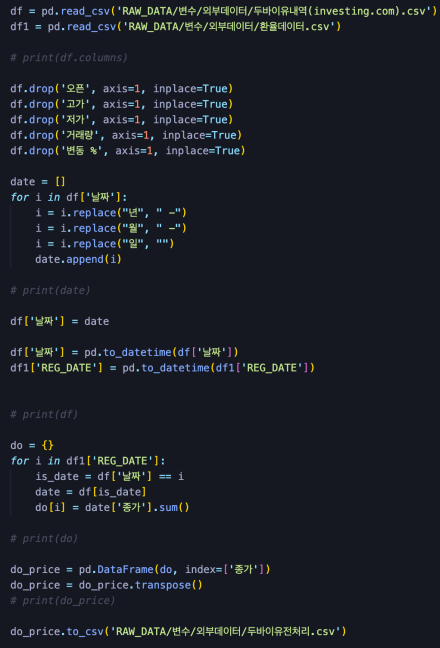 df = pd.read_csv('RAW_DATA/변수/외부데이터/두바이유내역(investing.com).csv')
df1 = pd.read_csv('RAW_DATA/변수/외부데이터/환율데이터.csv')
# print(df.columns)
df.drop('오픈', axis=1, inplace=True)
df.drop('고가', axis=1, inplace=True)
df.drop('저가', axis=1, inplace=True)
df.drop('거래량', axis=1, inplace=True)
df.drop('변동 %', axis=1, inplace=True)
date = []
for i in df['날짜']:
    i = i.replace("년", " -")
    i = i.replace("월", " -")
    i = i.replace("일", "")
    date.append(i)
# print(date)
df['날짜'] = date
df['날짜'] = pd.to_datetime(df['날짜'])
df1['REG_DATE'] = pd.to_datetime(df1['REG_DATE'])
# print(df)
do = {}
for i in df1['REG_DATE']:
    is_date = df['날짜'] == i
    date = df[is_date]
    do[i] = date['종가'].sum()
# print(do)
do_price = pd.DataFrame(do, index=['종가'])
do_price = do_price.transpose()
# print(do_price)
do_price.to_csv('RAW_DATA/변수/외부데이터/두바이유전처리.csv')